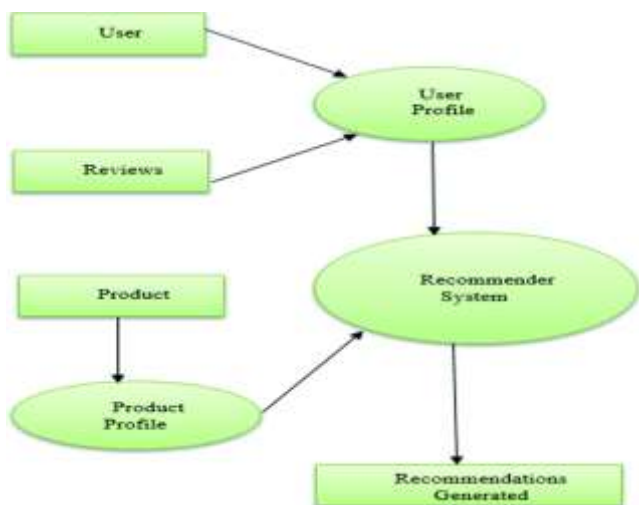 User
User
Profile
Reviews
Recommender
System
Product
Product
Profile
Recommendations
Generated